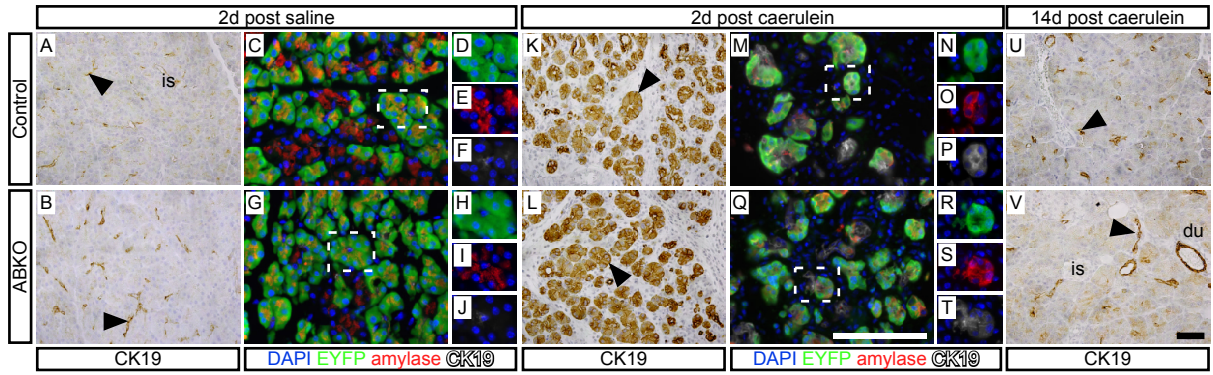 2d post saline
2d post caerulein
14d post caerulein
Control
A
is
C
D
E
F
K
M
N
O
P
U
ABKO
B
G
H
I
J
L
Q
R
S
T
V
du
is
CK19
DAPI EYFP amylase CK19
CK19
DAPI EYFP amylase CK19
CK19